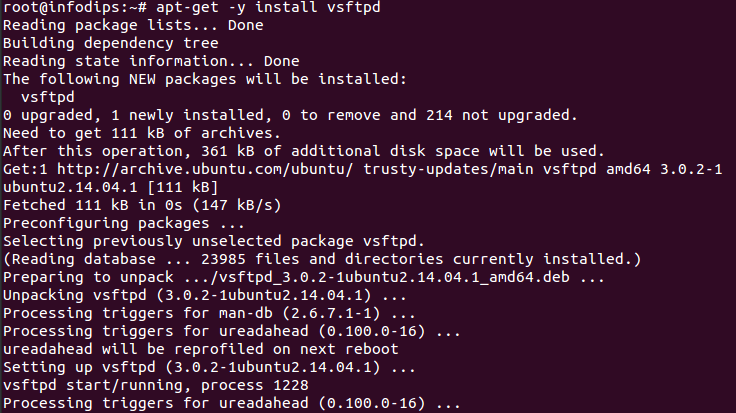 root@infodips:~# apt-get -y install vsftpd
Reading package lists... Done
Building dependency tree
Reading state information... Done
The following NEW packages will be installed:
  vsftpd
0 upgraded, 1 newly installed, 0 to remove and 214 not upgraded.
Need to get 111 kB of archives.
After this operation, 361 kB of additional disk space will be used.
Get:1 http://archive.ubuntu.com/ubuntu/ trusty-updates/main vsftpd amd64 3.0.2-1
ubuntu2.14.04.1 [111 kB]
Fetched 111 kB in 0s (147 kB/s)
Preconfiguring packages ...
Selecting previously unselected package vsftpd.
(Reading database ... 23985 files and directories currently installed.)
Preparing to unpack .../vsftpd_3.0.2-1ubuntu2.14.04.1_amd64.deb ...
Unpacking vsftpd (3.0.2-1ubuntu2.14.04.1) ...
Processing triggers for man-db (2.6.7.1-1) ...
Processing triggers for ureadahead (0.100.0-16) ...
ureadahead will be reprofiled on next reboot
Setting up vsftpd (3.0.2-1ubuntu2.14.04.1) ...
vsftpd start/running, process 1228
Processing triggers for ureadahead (0.100.0-16) ...